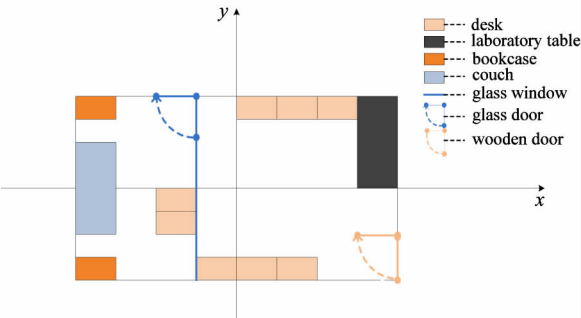 y
desk
laboratory table
bookcase
couch
glass window
glass door
wooden door
x